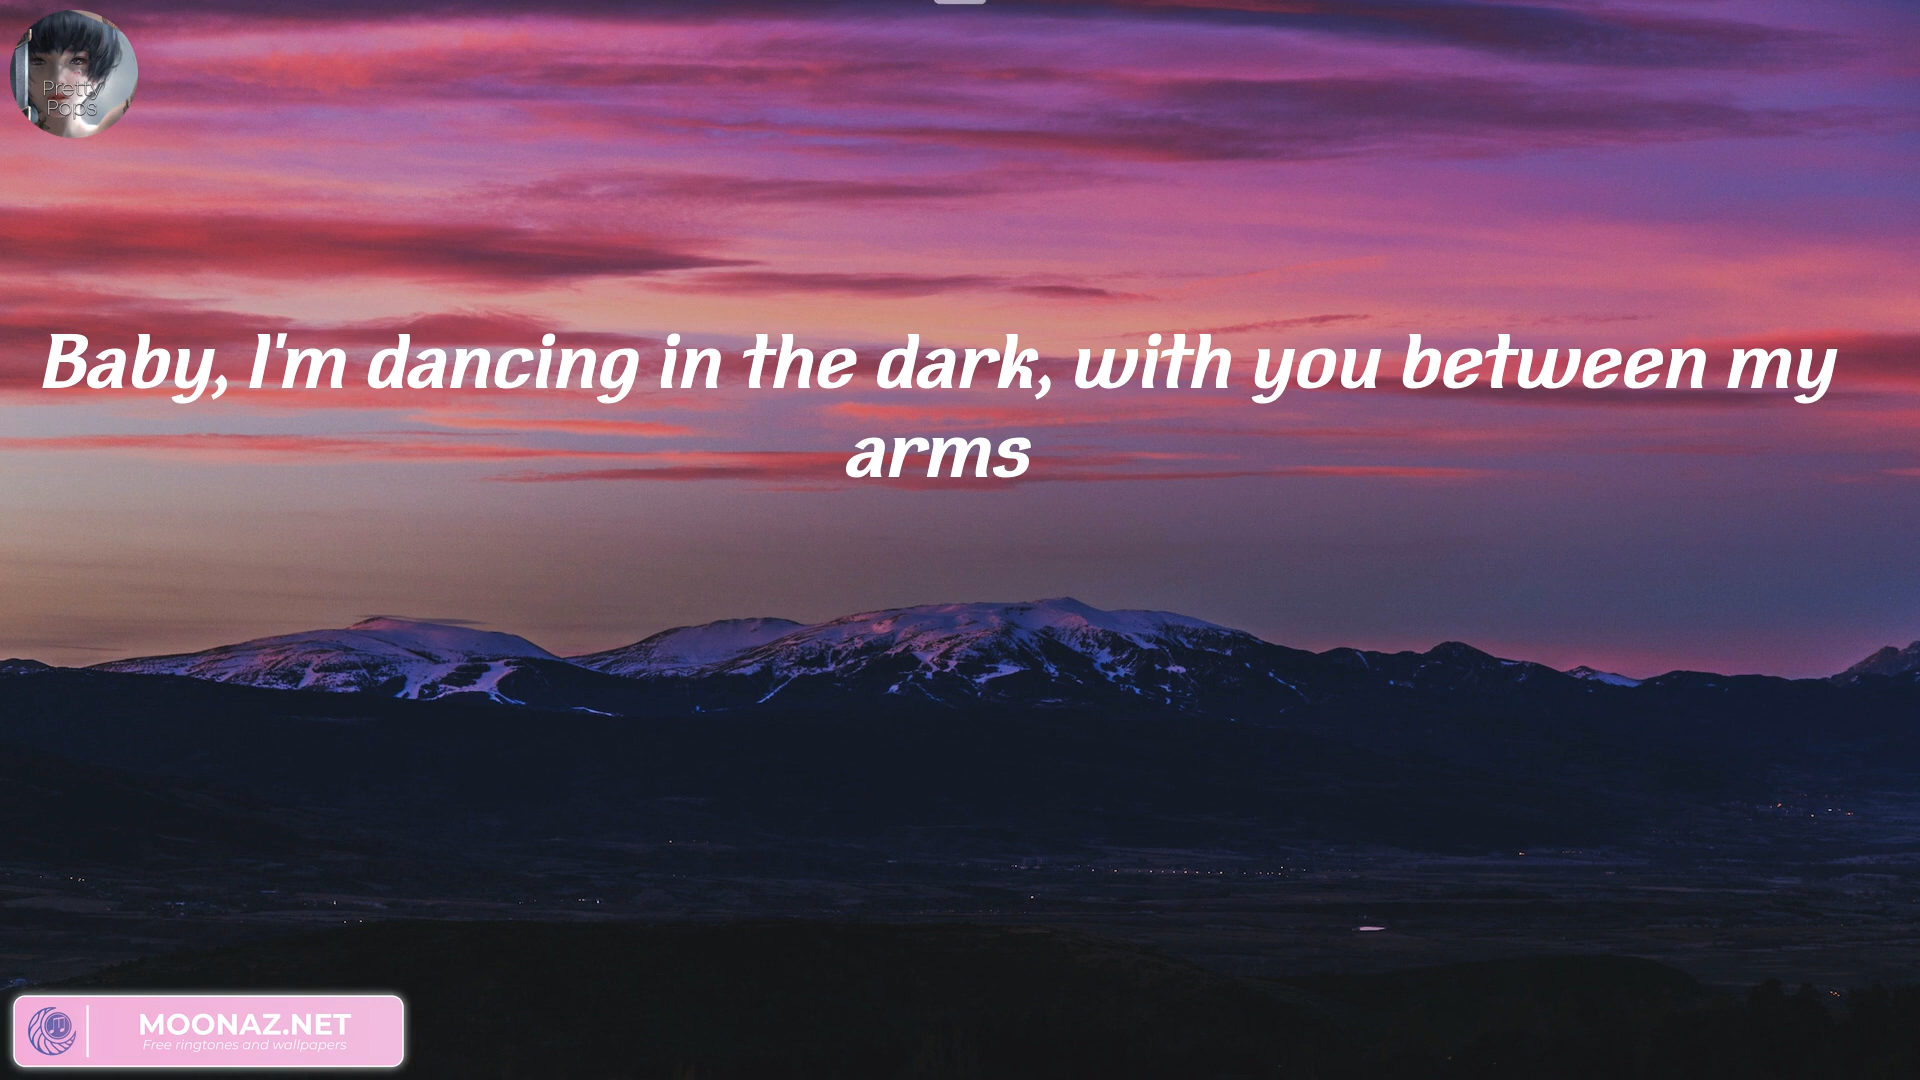 Pretty
Pops
Baby, I'm dancing in the dark, with you between my
arms
MOONAZ.NET
Free ringtones and wallpapers